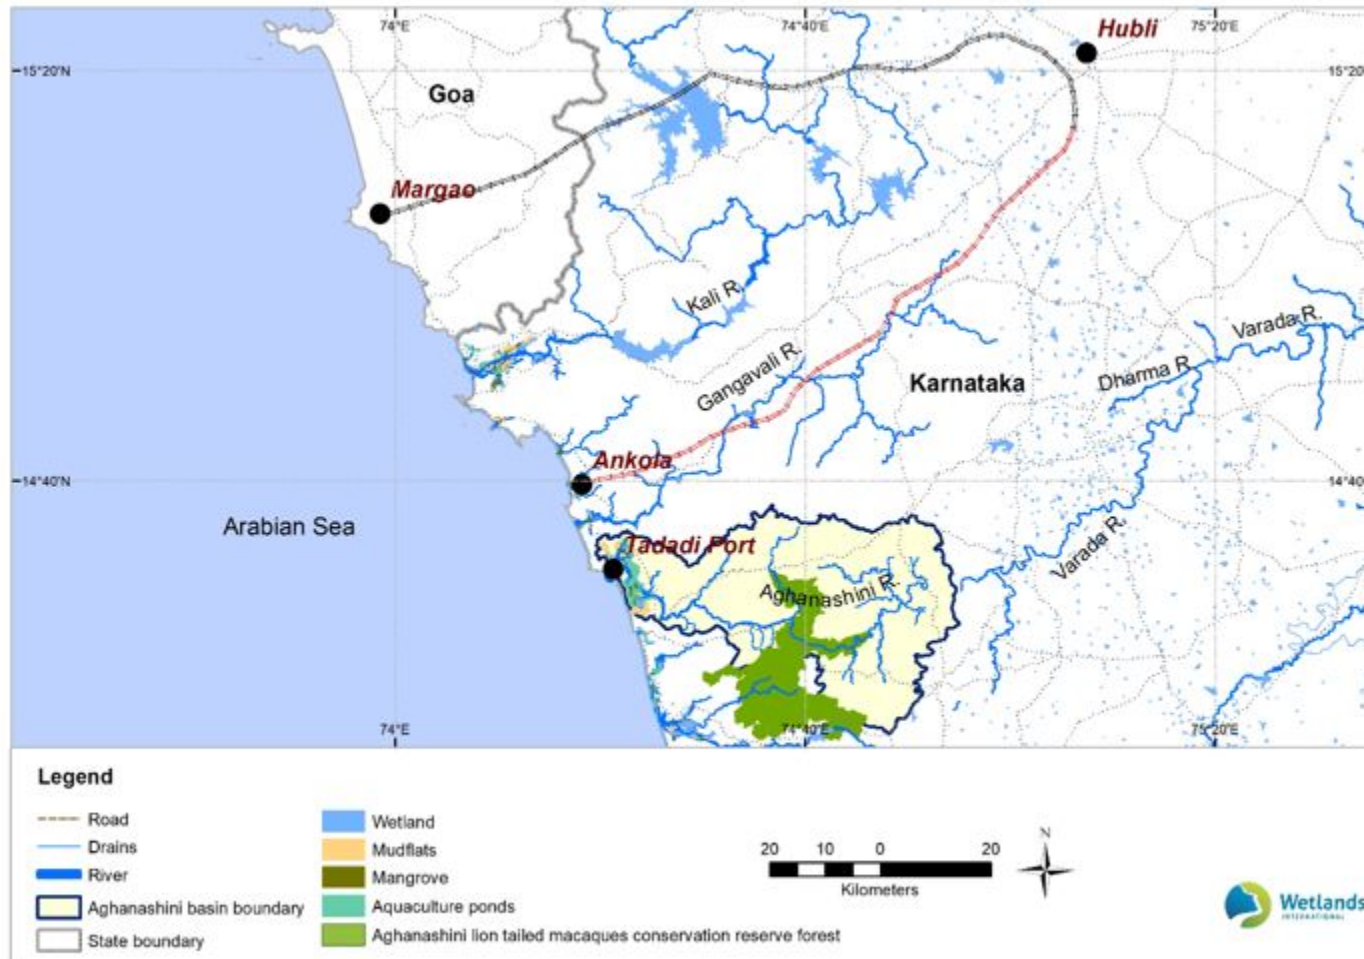 74°E
74°40'E
75°20'E
Hubli
15°20'N
15°20'
Goa
Margao
Kali R.
Varada R.
Dharma R.
Gangavali R.
Karnataka
Ankola
14°40'N
14°40'
Arabian Sea
Tadadi Port
Varada R.
Aghanashini R.
74°E
74°40'E
75°20'E
Legend
Road
Drains
River
Aghanashini basin boundary
State boundary
Wetland
Mudflats
Mangrove
Aquaculture ponds
Aghanashini lion tailed macaques conservation reserve forest
20 10 0 20
Kilometers
N
Wetlands
INTERNATIONAL